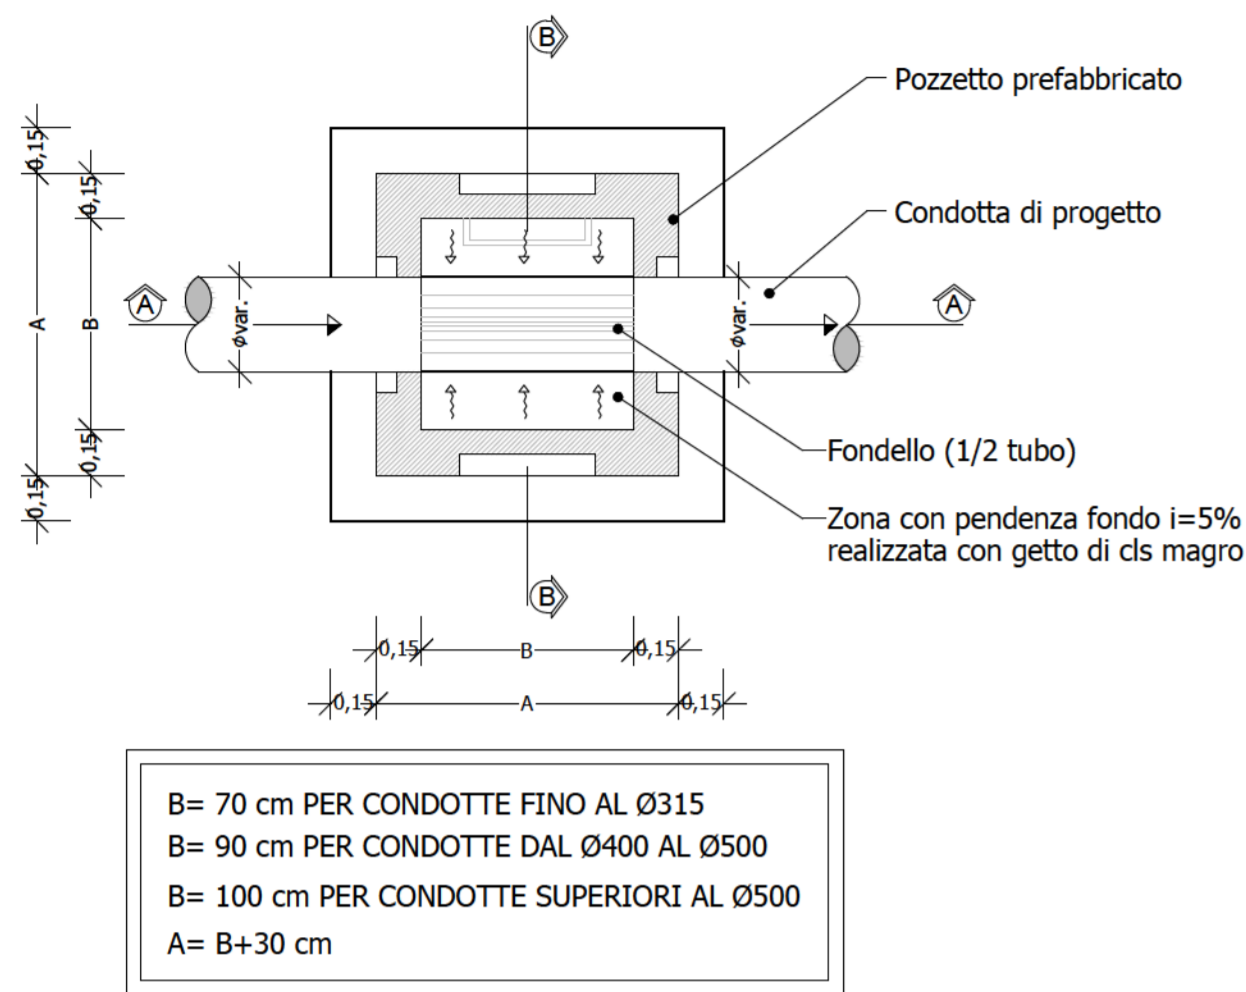 B
Pozzetto prefabbricato
0,15
0,15
Condotta di progetto
A
A
A
B
φvar.
φvar.
Fondello (1/2 tubo)
0,15
0,15
Zona con pendenza fondo i=5%
realizzata con getto di cls magro
B
0,15
B
0,15
0,15
A
0,15
B= 70 cm PER CONDOTTE FINO AL Ø315
B= 90 cm PER CONDOTTE DAL Ø400 AL Ø500
B= 100 cm PER CONDOTTE SUPERIORI AL Ø500
A= B+30 cm